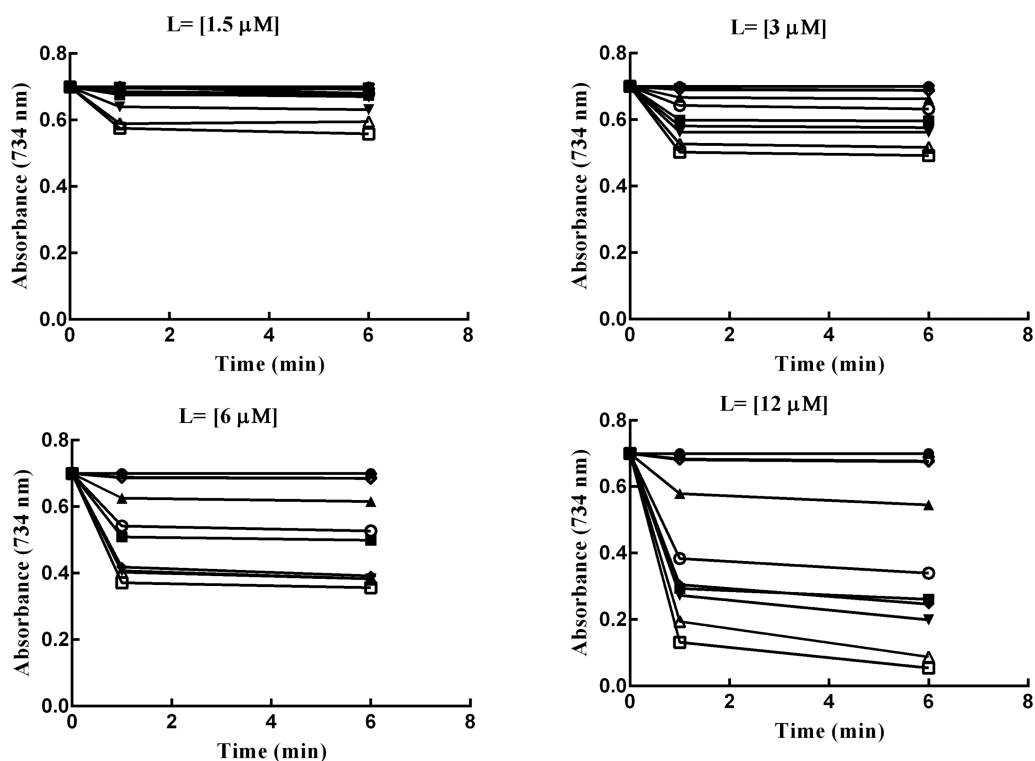 L= [1.5 μM]
0.8
0.6
0.4
0.2
0.0
0 2 4 6 8
Absorbance (734 nm)
Time (min)
L= [3 μM]
0.8
0.6
0.4
0.2
0.0
0 2 4 6 8
Absorbance (734 nm)
Time (min)
L= [6 μM]
0.8
0.6
0.4
0.2
0.0
0 2 4 6 8
Absorbance (734 nm)
Time (min)
L= [12 μM]
0.8
0.6
0.4
0.2
0.0
0 2 4 6 8
Absorbance (734 nm)
Time (min)